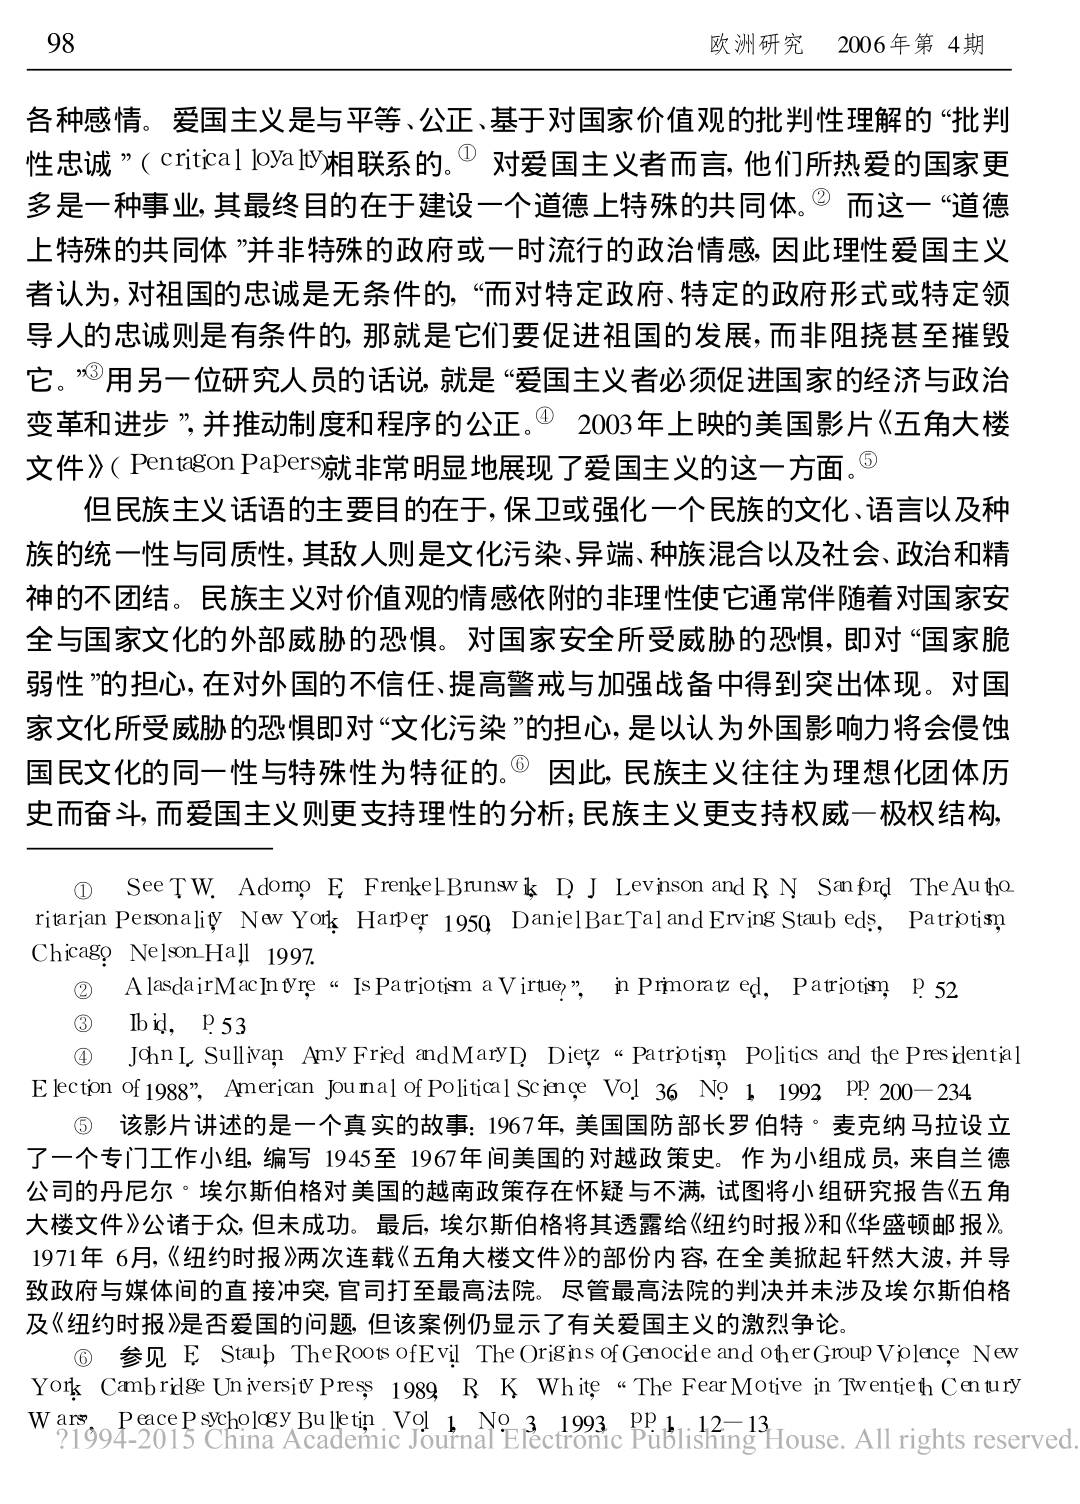 98 欧洲研究 2006年第4期
各种感情。爱国主义是与平等、公正、基于对国家价值观的批判性理解的“批判
性忠诚”(critical loyalty)相联系的。① 对爱国主义者而言,他们所热爱的国家更
多是一种事业,其最终目的在于建设一个道德上特殊的共同体。② 而这一“道德
上特殊的共同体”并非特殊的政府或一时流行的政治情感,因此理性爱国主义
者认为,对祖国的忠诚是无条件的,“而对特定政府、特定的政府形式或特定领
导人的忠诚则是有条件的,那就是它们要促进祖国的发展,而非阻挠甚至摧毁
它。”③用另一位研究人员的话说,就是“爱国主义者必须促进国家的经济与政治
变革和进步”,并推动制度和程序的公正。④ 2003年上映的美国影片《五角大楼
文件》(Pentagon Papers)就非常明显地展现了爱国主义的这一方面。⑤
但民族主义话语的主要目的在于,保卫或强化一个民族的文化、语言以及种
族的统一性与同质性,其敌人则是文化污染、异端、种族混合以及社会、政治和精
神的不团结。民族主义对价值观的情感依附的非理性使它通常伴随着对国家安
全与国家文化的外部威胁的恐惧。对国家安全所受威胁的恐惧,即对“国家脆
弱性”的担心,在对外国的不信任、提高警戒与加强战备中得到突出体现。对国
家文化所受威胁的恐惧即对“文化污染”的担心,是以认为外国影响力将会侵蚀
国民文化的同一性与特殊性为特征的。⑥ 因此,民族主义往往为理想化团体历
史而奋斗,而爱国主义则更支持理性的分析;民族主义更支持权威—极权结构,
① See T.W. Adorno, E. Frenkel-Brunswik, D. J. Levinson and R. N. Sanford, The Autho-
ritarian Personality, New York: Harper, 1950; Daniel Bar-Tal and Erving Staub eds., Patriotism,
Chicago: Nelson-Hall, 1997.
② Alasdair MacIntyre, “Is Patriotism a Virtue?”, in Primoratz ed., Patriotism, p.52.
③ Ibid., p.53.
④ John L. Sullivan, Amy Fried and Mary D. Dietz, “Patriotism, Politics and the Presidential
Election of 1988”, American Journal of Political Science, Vol. 36, No. 1, 1992, pp.200—234.
⑤ 该影片讲述的是一个真实的故事: 1967年,美国国防部长罗伯特°麦克纳马拉设立
了一个专门工作小组,编写1945至1967年间美国的对越政策史。作为小组成员,来自兰德
公司的丹尼尔°埃尔斯伯格对美国的越南政策存在怀疑与不满,试图将小组研究报告《五角
大楼文件》公诸于众,但未成功。最后,埃尔斯伯格将其透露给《纽约时报》和《华盛顿邮报》。
1971年6月,《纽约时报》两次连载《五角大楼文件》的部份内容,在全美掀起轩然大波,并导
致政府与媒体间的直接冲突,官司打至最高法院。尽管最高法院的判决并未涉及埃尔斯伯格
及《纽约时报》是否爱国的问题,但该案例仍显示了有关爱国主义的激烈争论。
⑥ 参见 E. Staub, The Roots of Evil: The Origins of Genocide and other Group Violence, New
York: Cambridge University Press, 1989; R. K. White, “The Fear Motive in Twentieth Century
Wars”, Peace Psychology Bulletin, Vol. 1, No. 3, 1993, pp.1, 12—13.
?1994-2015 China Academic Journal Electronic Publishing House. All rights reserved.